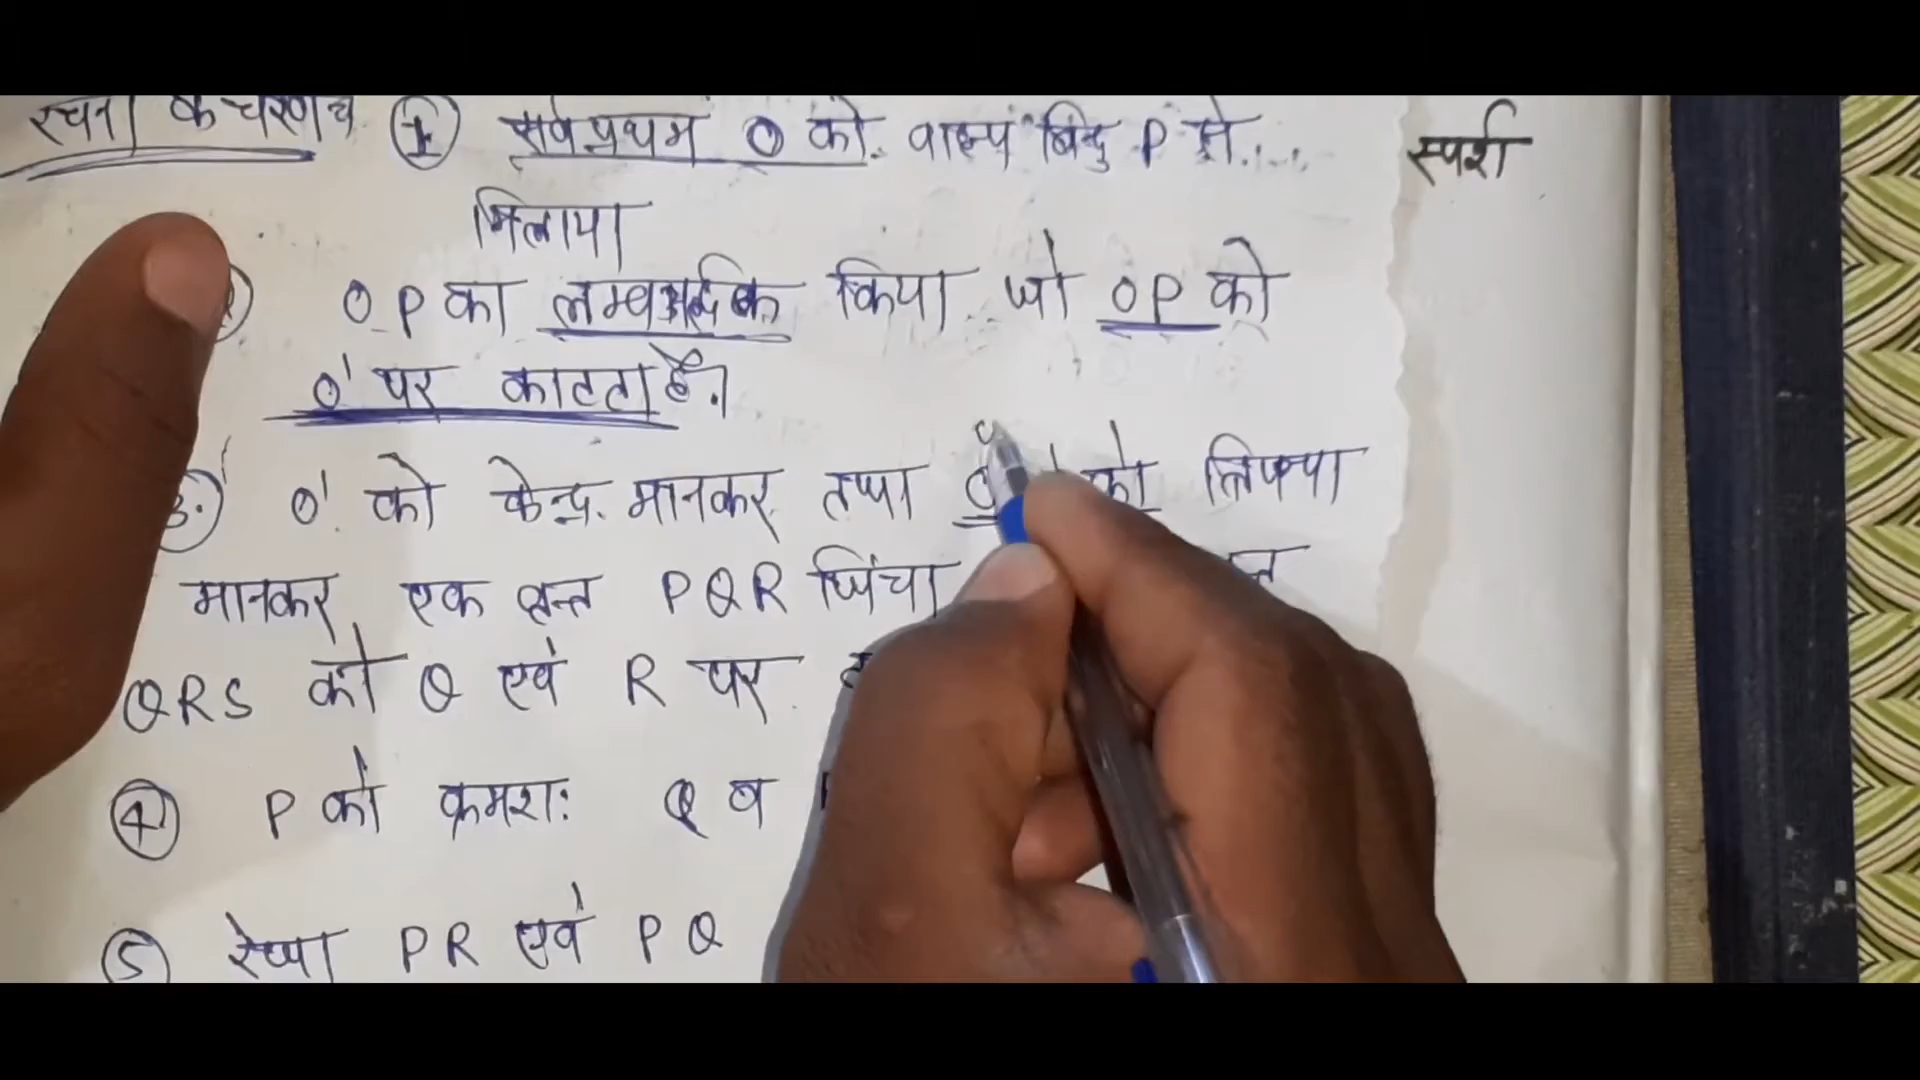 रचना के चरण ① सर्वप्रथम O को वाह्य बिन्दु P से स्पर्श
मिलाया
OP का लम्बअर्द्धक किया जो OP को
O' पर काटता है।
3. O' को केन्द्र मानकर तथा को त्रिज्या
मानकर एक वृत्त PQR खिंचा
QRS को Q एवं R पर
④ P को क्रमशः Q व
⑤ रेखा PR एवं PQ